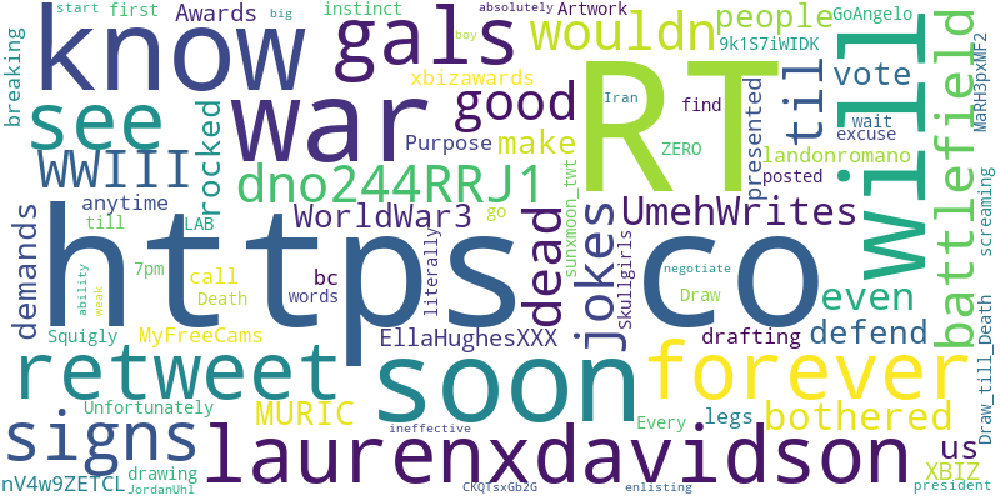 start
big
absolutely
Artwork
Awards
first
instinct
know
gals
boy
wouldn
people
GoAngelo
9k1S7iWIDK
will
battlefield
MaRH3pxMF2
breaking
see
war
xbizawards
good
RT
Iran
find
ZERO
presented
till
vote
wait
excuse
landonromano
posted
Purpose
make
WWIII
rocked
dno244RRJ1
sunxmoon_twt
anytime
till
LAB
WorldWar3
go
literally
dead
jokes
Skullgirls
UmehWrites
screaming
demands
https
co
7pm
call
Death
bc
words
ability
weak
negotiate
Draw
even
Squigly
MyFreeCams
EllaHughesXXX
drafting
defend
retweet
soon
forever
Draw_till_Death
Unfortunately
MURIC
Every
legs
bothered
signs
ineffective
laurenxdavidson
us
XBIZ
nV4w9ZETCL
drawing
JordanUhl
CRQTsxGb2G
enlisting
president